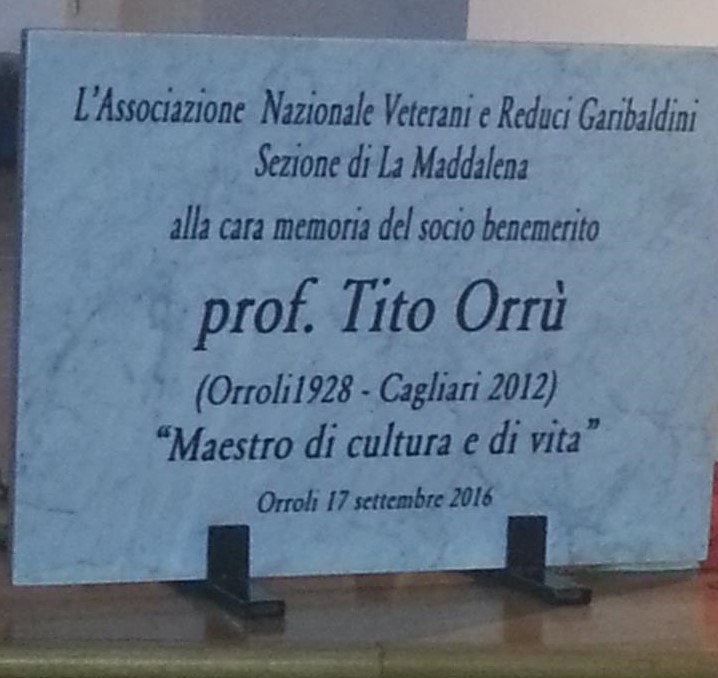 L'Associazione Nazionale Veterani e Reduci Garibaldini
Sezione di La Maddalena
alla cara memoria del socio benemerito
prof. Tito Orrù
(Orroli1928 - Cagliari 2012)
“Maestro di cultura e di vita”
Orroli 17 settembre 2016